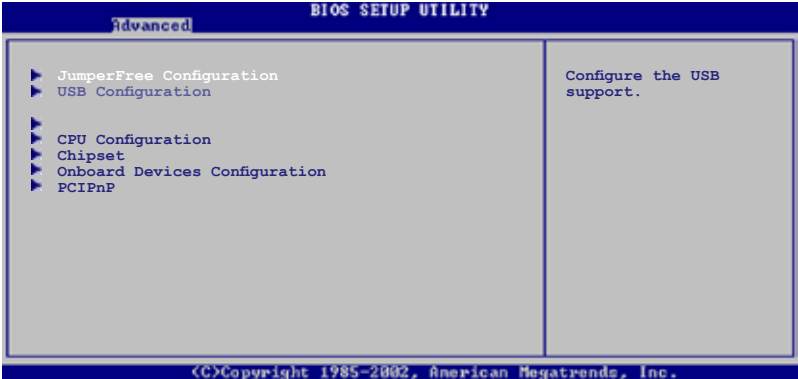 BIOS SETUP UTILITY
Advanced
JumperFree Configuration
USB Configuration
CPU Configuration
Chipset
Onboard Devices Configuration
PCIPnP
Configure the USB
support.
(C)Copyright 1985-2002, American Megatrends, Inc.